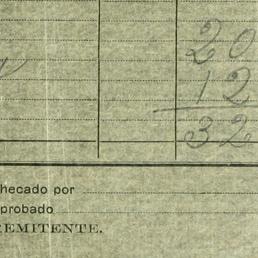 20
12
32
hecado por
probado
REMITENTE.